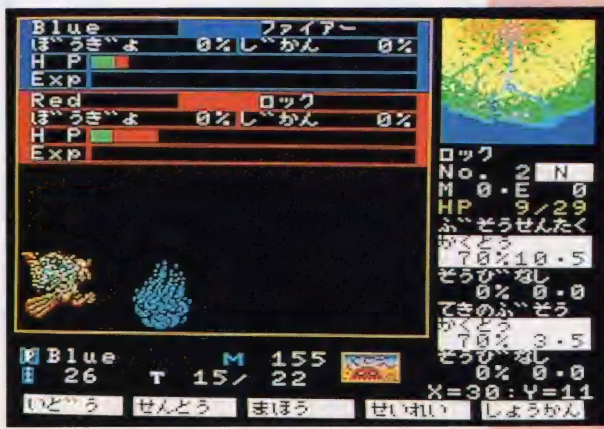 Blue ファイアー
ぼうぎょ 0% じかん 0%
HP
Exp
Red ロック
ぼうぎょ 0% じかん 0%
HP
Exp
ロック
No. 2 N
M 0・E 0
HP 9/29
ぶそうせんたく
かくとう
70% 10・5
そうびなし
0% 0・0
てきのぶそう
かくとう
70% 3・5
そうびなし
0% 0・0
X=30:Y=11
P Blue M 155
26 T 15/ 22
いどう せんとう まほう せいれい しょうかん